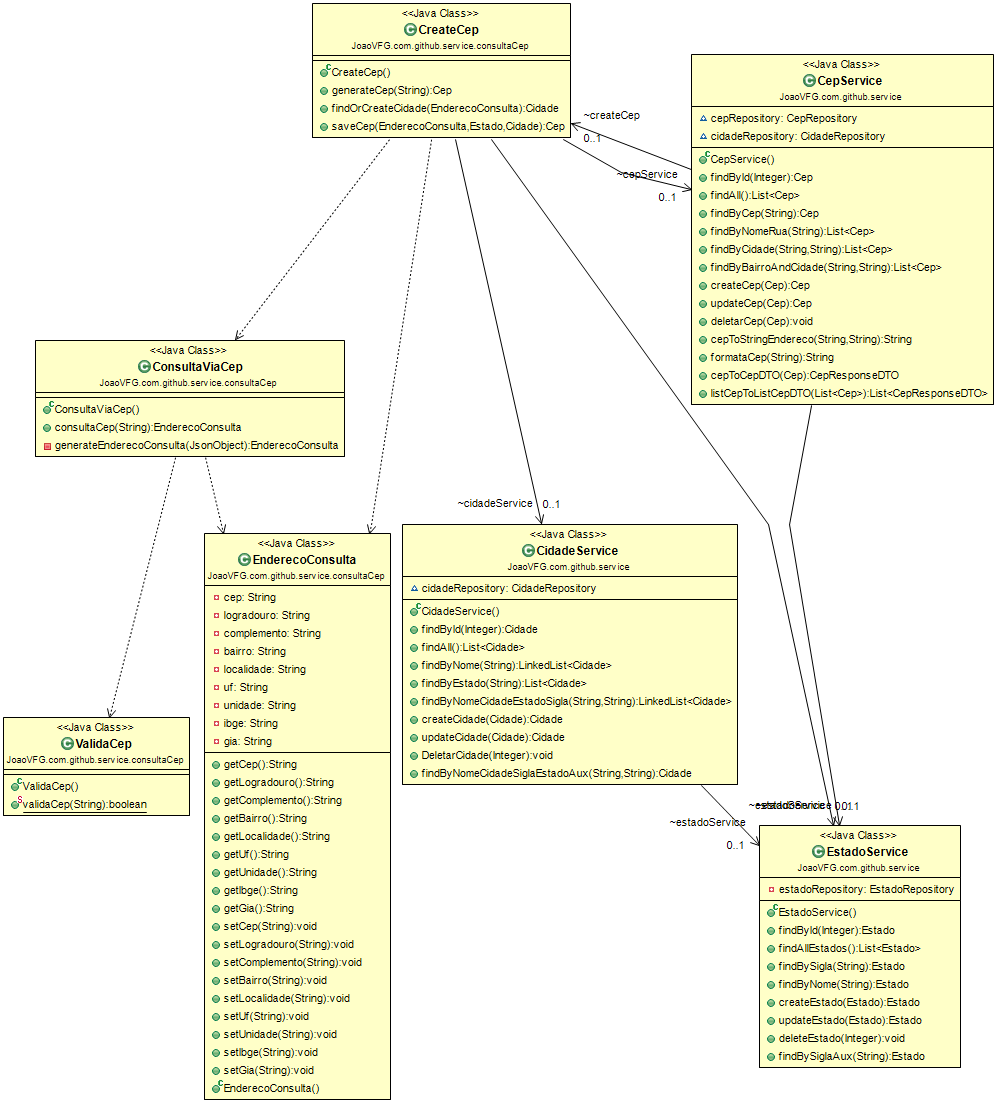 <<Java Class>>
CreateCep
JoaoVFG.com.github.service.consultaCep
CreateCep()
generateCep(String):Cep
findOrCreateCidade(EnderecoConsulta):Cidade
saveCep(EnderecoConsulta,Estado,Cidade):Cep
<<Java Class>>
CepService
JoaoVFG.com.github.service
cepRepository: CepRepository
cidadeRepository: CidadeRepository
CepService()
findById(Integer):Cep
findAll():List<Cep>
findByCep(String):Cep
findByNomeRua(String):List<Cep>
findByCidade(String,String):List<Cep>
findByBairroAndCidade(String,String):List<Cep>
createCep(Cep):Cep
updateCep(Cep):Cep
deletarCep(Cep):void
cepToStringEndereco(String,String):String
formataCep(String):String
cepToCepDTO(Cep):CepResponseDTO
listCepToListCepDTO(List<Cep>):List<CepResponseDTO>
~createCep
0..1
~cepService
0..1
<<Java Class>>
ConsultaViaCep
JoaoVFG.com.github.service.consultaCep
ConsultaViaCep()
consultaCep(String):EnderecoConsulta
generateEnderecoConsulta(JsonObject):EnderecoConsulta
~cidadeService 0..1
<<Java Class>>
EnderecoConsulta
JoaoVFG.com.github.service.consultaCep
cep: String
logradouro: String
complemento: String
bairro: String
localidade: String
uf: String
unidade: String
ibge: String
gia: String
getCep():String
getLogradouro():String
getComplemento():String
getBairro():String
getLocalidade():String
getUf():String
getUnidade():String
getIbge():String
getGia():String
setCep(String):void
setLogradouro(String):void
setComplemento(String):void
setBairro(String):void
setLocalidade(String):void
setUf(String):void
setUnidade(String):void
setIbge(String):void
setGia(String):void
EnderecoConsulta()
<<Java Class>>
CidadeService
JoaoVFG.com.github.service
cidadeRepository: CidadeRepository
CidadeService()
findById(Integer):Cidade
findAll():List<Cidade>
findByNome(String):LinkedList<Cidade>
findByEstado(String):List<Cidade>
findByNomeCidadeEstadoSigla(String,String):LinkedList<Cidade>
createCidade(Cidade):Cidade
updateCidade(Cidade):Cidade
DeletarCidade(Integer):void
findByNomeCidadeSiglaEstadoAux(String,String):Cidade
<<Java Class>>
ValidaCep
JoaoVFG.com.github.service.consultaCep
ValidaCep()
validaCep(String):boolean
~estadoService
0..1
<<Java Class>>
EstadoService
JoaoVFG.com.github.service
estadoRepository: EstadoRepository
EstadoService()
findById(Integer):Estado
findAllEstados():List<Estado>
findBySigla(String):Estado
findByNome(String):Estado
createEstado(Estado):Estado
updateEstado(Estado):Estado
deleteEstado(Integer):void
findBySiglaAux(String):Estado